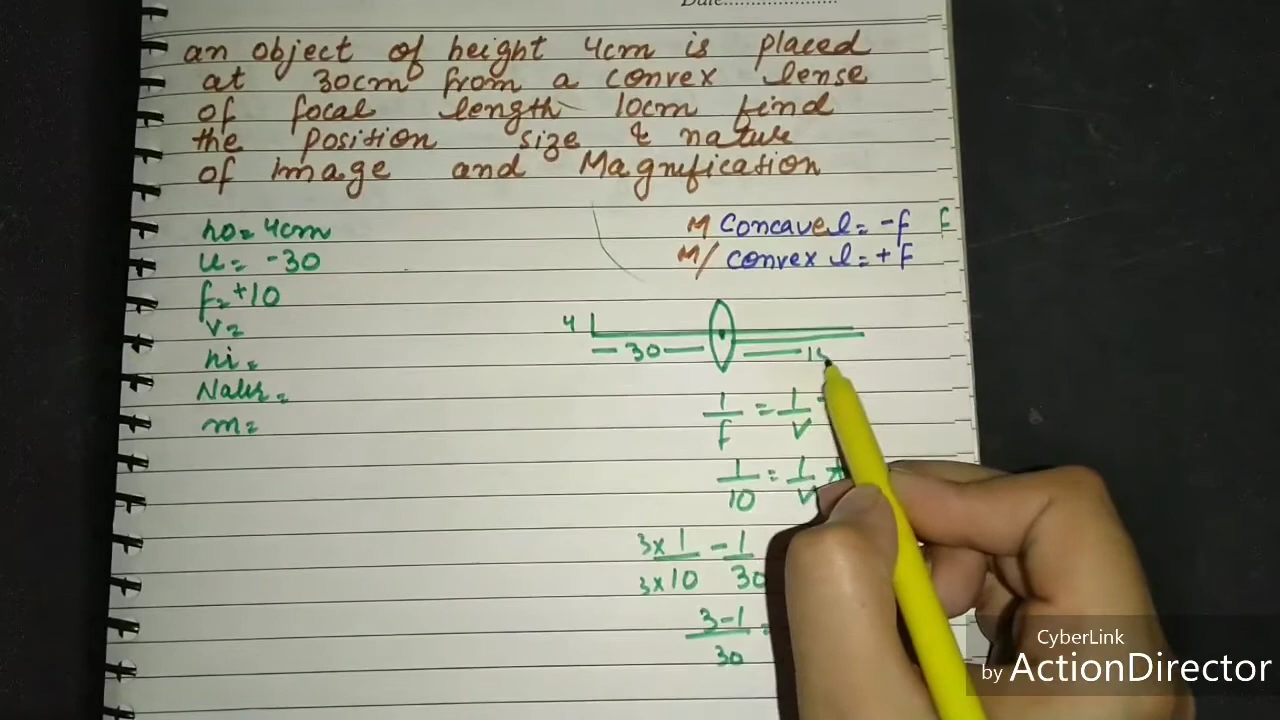 Date......................
an object of height 4cm is placed
at 30cm from a convex lense
of focal length 10cm find
the position size & nature
of image and Magnification
ho= 4cm
u= -30
f= +10
v=
hi=
m=
M Concave l= -f f
M/ convex l= +f
4
30
1/f = 1/v
1/10 = 1/v
3x1/3x10 - 1/30
3-1/30 =
CyberLink
by ActionDirector